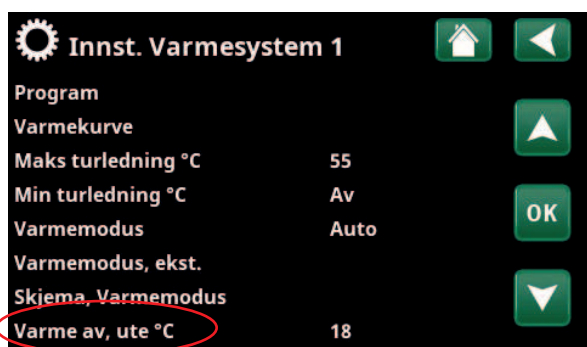 Innst. Varmesystem 1
Program
Varmekurve
Maks turledning °C 55
Min turledning °C Av
Varmemodus Auto
OK
Varmemodus, ekst.
Skjema, Varmemodus
Varme av, ute °C 18